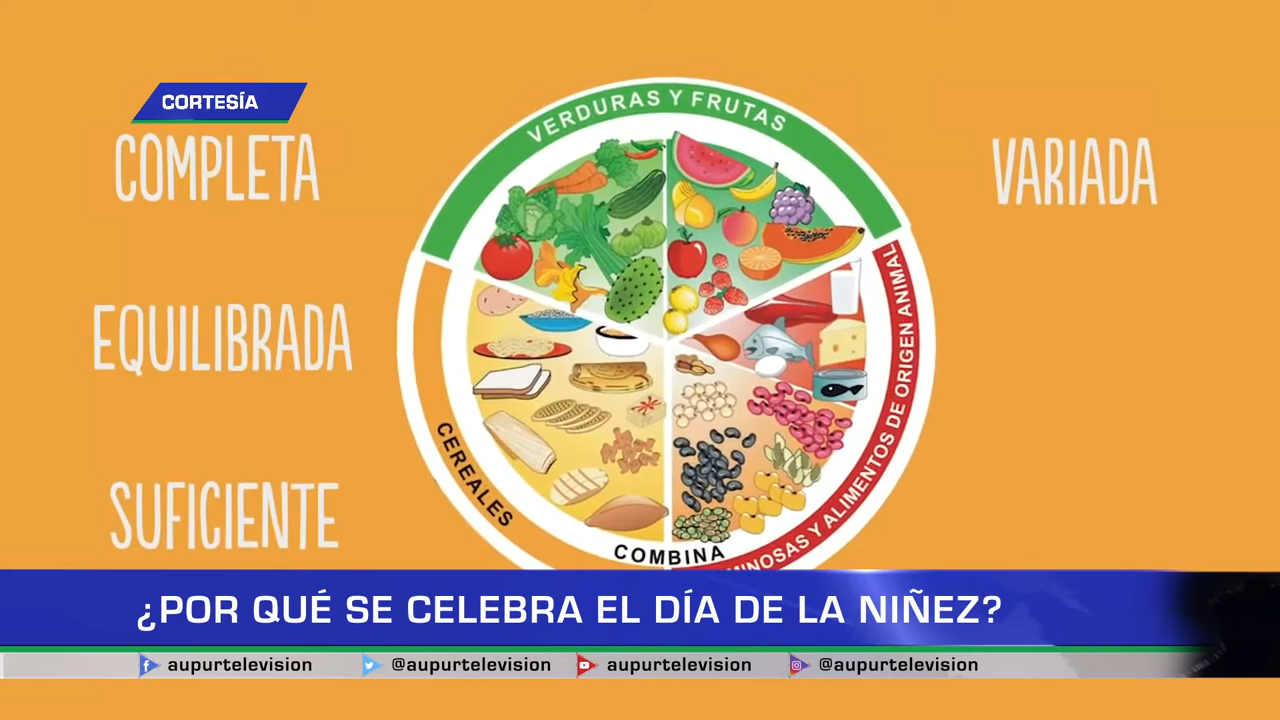 CORTESÍA
COMPLETA
EQUILIBRADA
SUFICIENTE
VARIADA
VERDURAS Y FRUTAS
CEREALES
COMBINA
Y ALIMENTOS DE ORIGEN ANIMAL
¿POR QUÉ SE CELEBRA EL DÍA DE LA NIÑEZ?
aupurtelevision
@aupurtelevision
aupurtelevision
@aupurtelevision